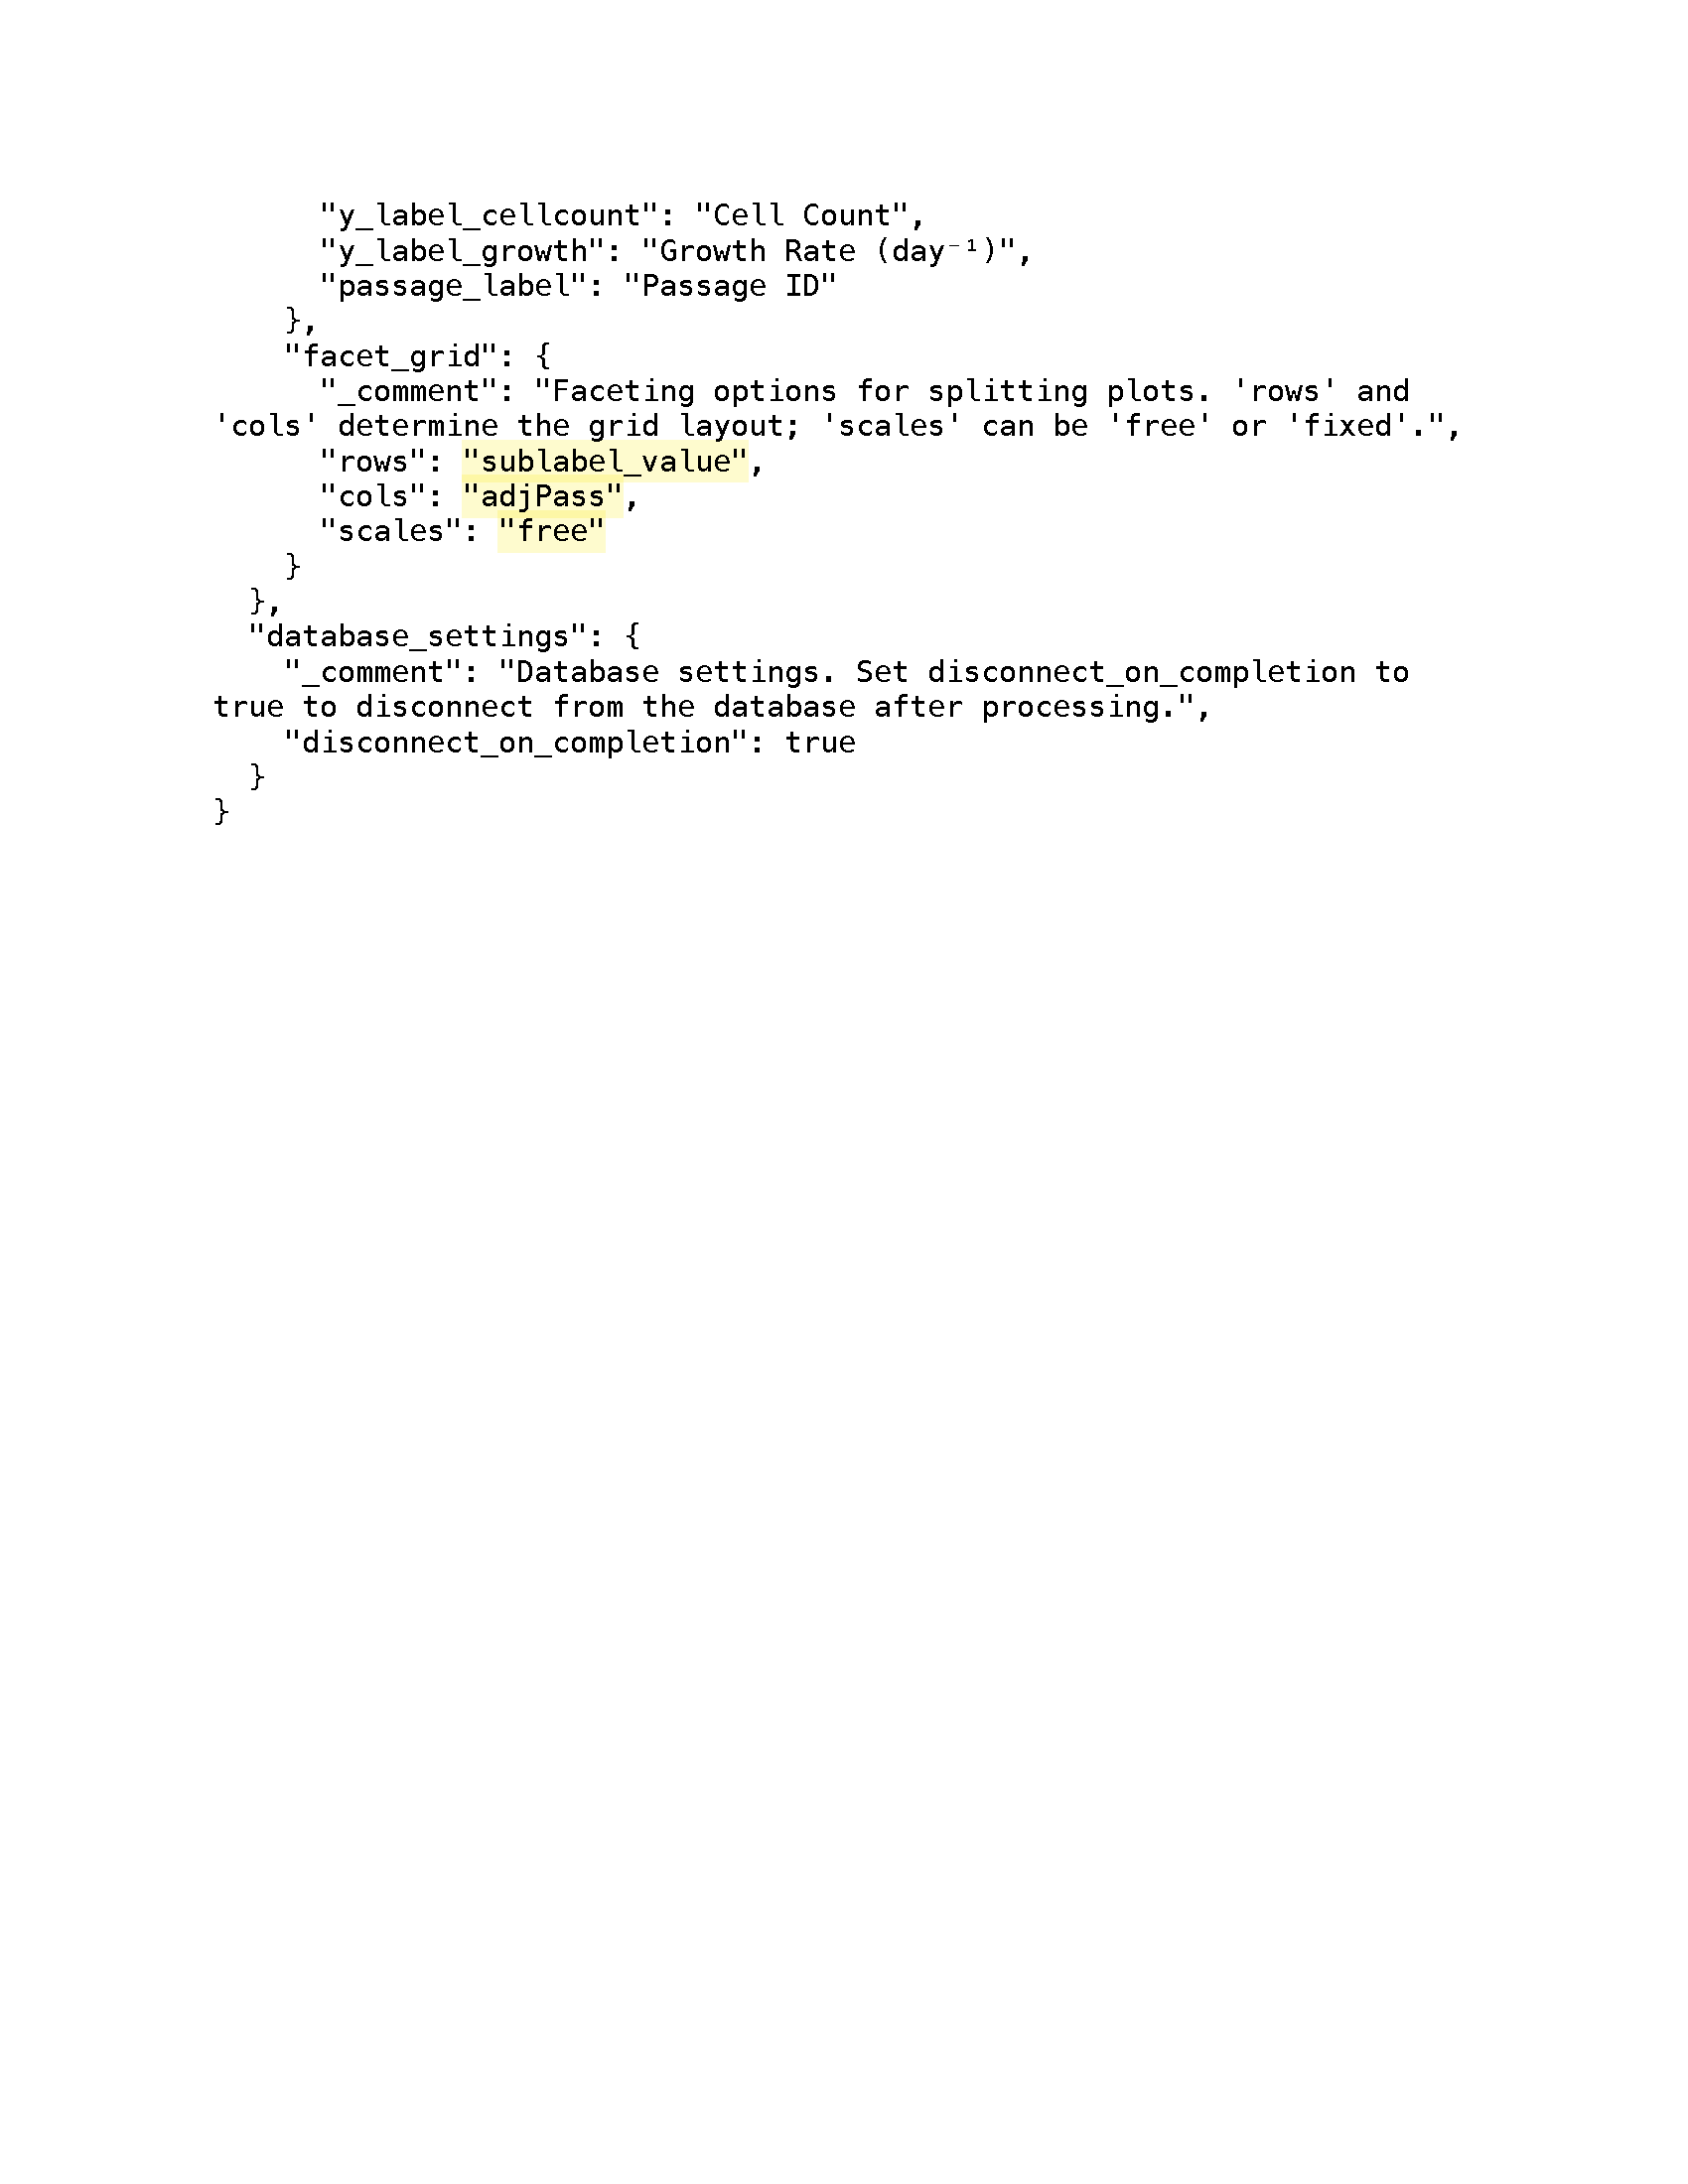 "y_label_cellcount": "Cell Count",
"y_label_growth": "Growth Rate (day⁻¹)",
"passage_label": "Passage ID"
},
"facet_grid": {
"_comment": "Faceting options for splitting plots. 'rows' and
'cols' determine the grid layout; 'scales' can be 'free' or 'fixed'.",
"rows": "sublabel_value",
"cols": "adjPass",
"scales": "free"
}
},
"database_settings": {
"_comment": "Database settings. Set disconnect_on_completion to
true to disconnect from the database after processing.",
"disconnect_on_completion": true
}
}